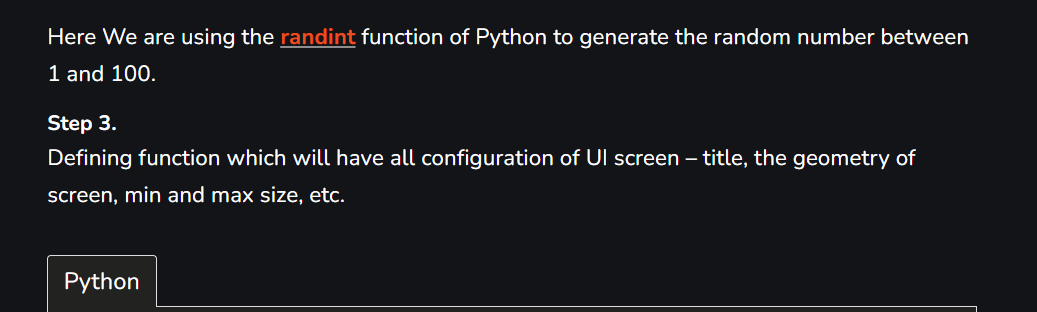 Here We are using the randint function of Python to generate the random number between
1 and 100.
Step 3.
Defining function which will have all configuration of UI screen – title, the geometry of
screen, min and max size, etc.
Python